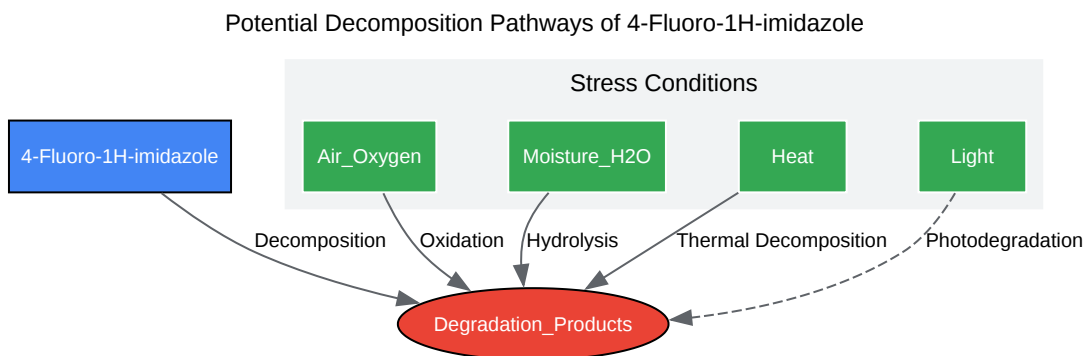 Potential Decomposition Pathways of 4-Fluoro-1H-imidazole
Stress Conditions
4-Fluoro-1H-imidazole
Air_Oxygen
Moisture_H2O
Heat
Light
Decomposition
Oxidation
Hydrolysis
Thermal Decomposition
Photodegradation
Degradation_Products